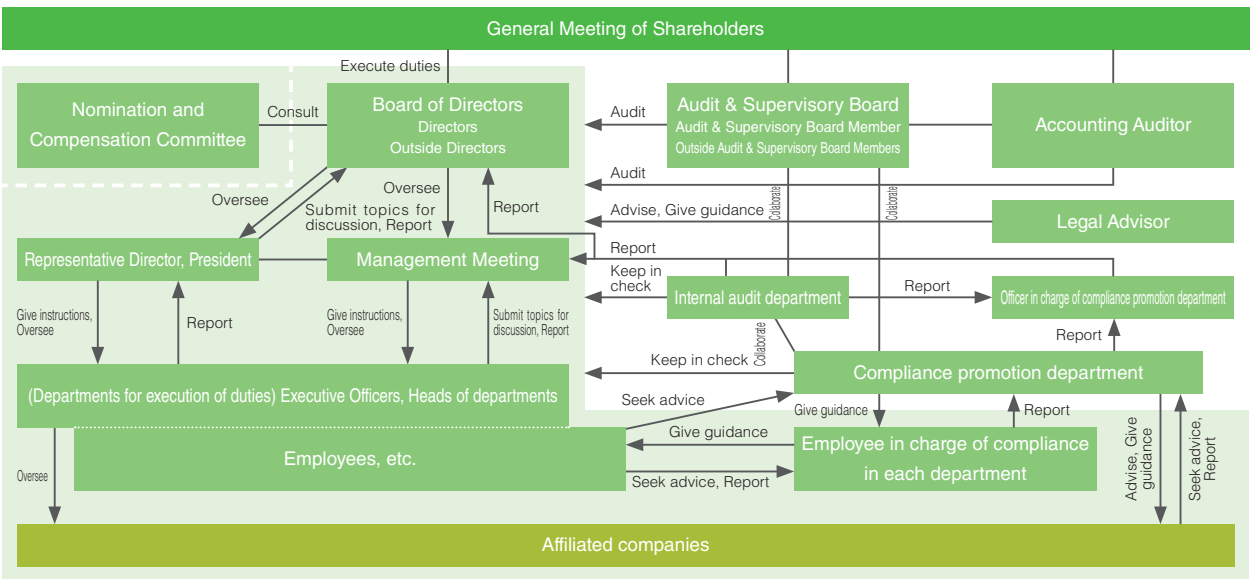 General Meeting of Shareholders
Execute duties
Nomination and
Compensation Committee
Consult
Board of Directors
Directors
Outside Directors
Audit
Audit & Supervisory Board
Audit & Supervisory Board Member
Outside Audit & Supervisory Board Members
Accounting Auditor
Audit
Oversee
Submit topics for
discussion, Report
Oversee
Report
Advise, Give guidance
Collaborate
Collaborate
Legal Advisor
Representative Director, President
Management Meeting
Report
Keep in
check
Internal audit department
Report
Officer in charge of compliance promotion department
Give instructions,
Oversee
Report
Give instructions,
Oversee
Submit topics for
discussion, Report
Collaborate
Report
Keep in check
Compliance promotion department
(Departments for execution of duties) Executive Officers, Heads of departments
Seek advice
Give guidance
Report
Employees, etc.
Give guidance
Seek advice, Report
Employee in charge of compliance
in each department
Oversee
Advise, Give
guidance
Seek advice,
Report
Affiliated companies